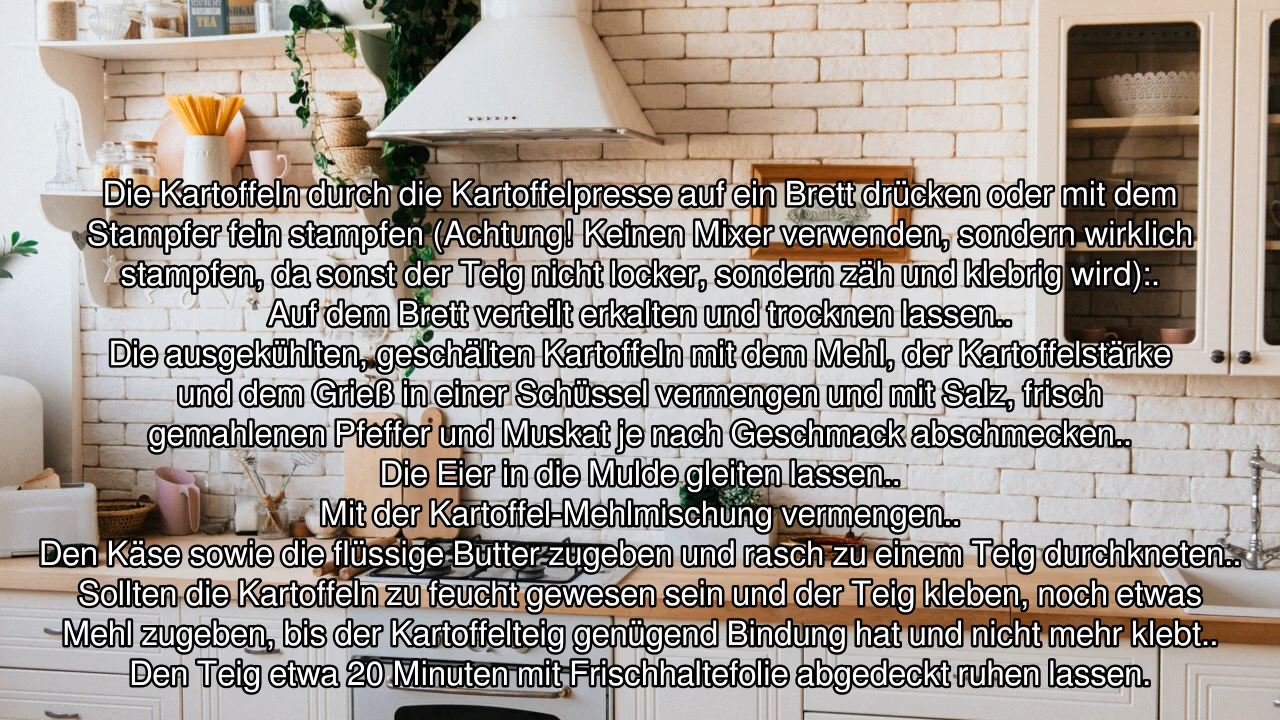 YOU'RE MY
TEA
SUGAR
Die Kartoffeln durch die Kartoffelpresse auf ein Brett drücken oder mit dem
Stampfer fein stampfen (Achtung! Keinen Mixer verwenden, sondern wirklich
stampfen, da sonst der Teig nicht locker, sondern zäh und klebrig wird):.
Auf dem Brett verteilt erkalten und trocknen lassen..
Die ausgekühlten, geschälten Kartoffeln mit dem Mehl, der Kartoffelstärke
und dem Grieß in einer Schüssel vermengen und mit Salz, frisch
gemahlenen Pfeffer und Muskat je nach Geschmack abschmecken..
Die Eier in die Mulde gleiten lassen..
Mit der Kartoffel-Mehlmischung vermengen..
Den Käse sowie die flüssige Butter zugeben und rasch zu einem Teig durchkneten..
Sollten die Kartoffeln zu feucht gewesen sein und der Teig kleben, noch etwas
Mehl zugeben, bis der Kartoffelteig genügend Bindung hat und nicht mehr klebt..
Den Teig etwa 20 Minuten mit Frischhaltefolie abgedeckt ruhen lassen.